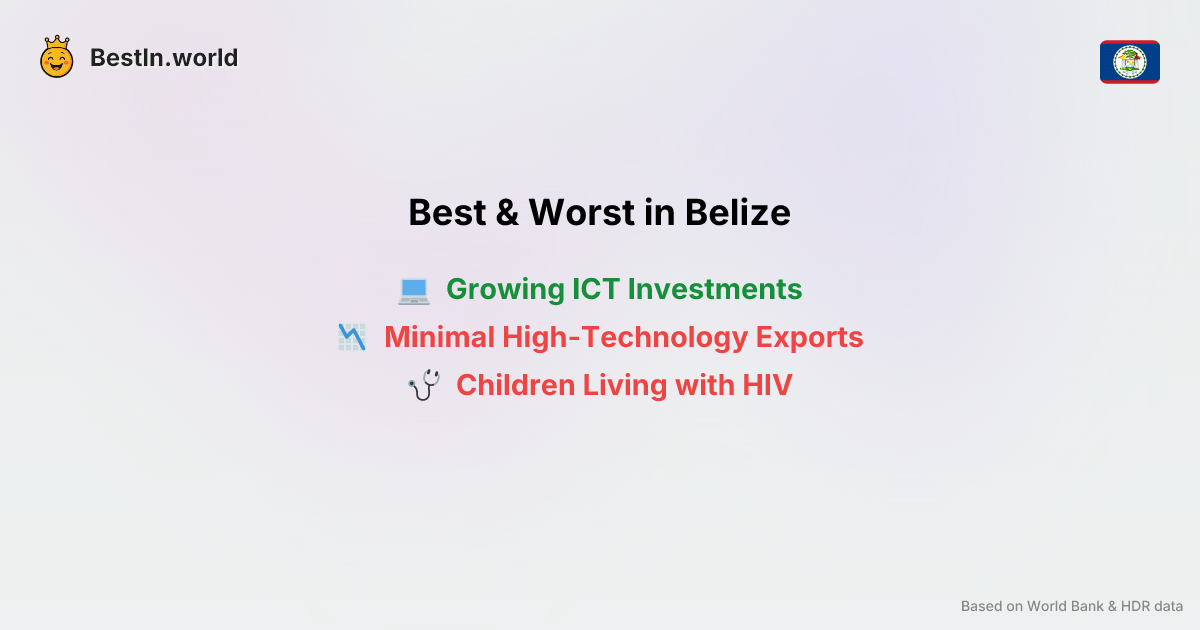 BestIn.world
Best & Worst in Belize
Growing ICT Investments
Minimal High-Technology Exports
Children Living with HIV
Based on World Bank & HDR data